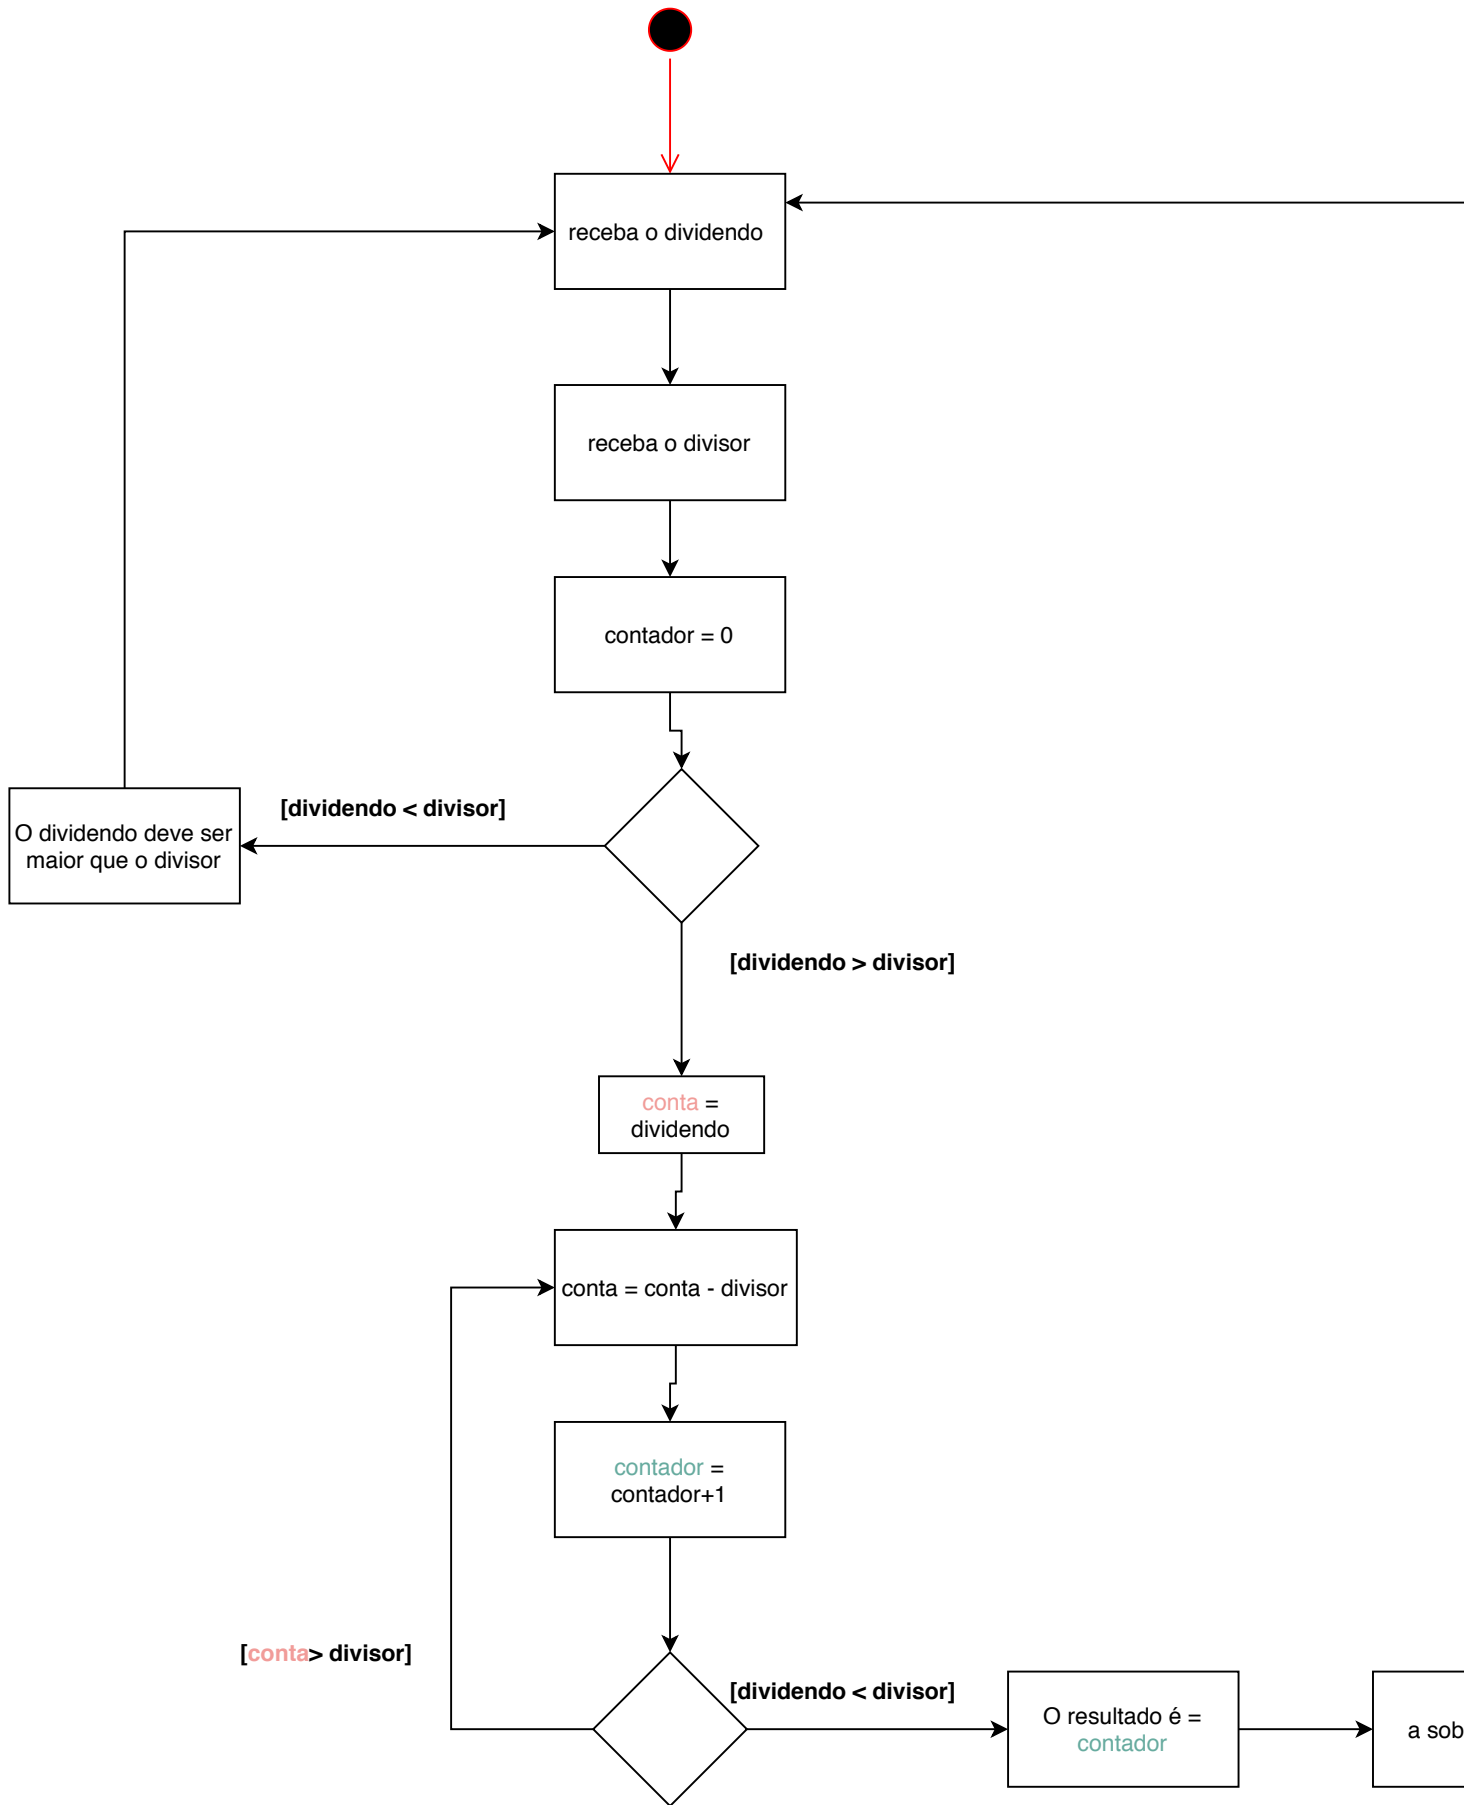 receba o dividendo
receba o divisor
contador = 0
[dividendo < divisor]
O dividendo deve ser
maior que o divisor
[dividendo > divisor]
conta =
dividendo
conta = conta - divisor
contador =
contador+1
[conta> divisor]
[dividendo < divisor]
O resultado é =
contador
a